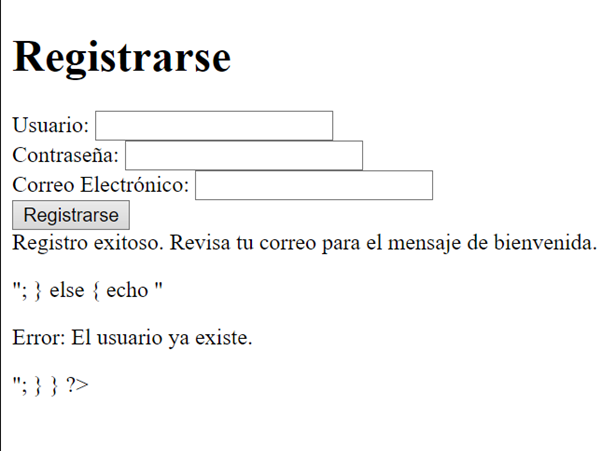 Registrarse
Usuario:
Contraseña:
Correo Electrónico:
Registrarse
Registro exitoso. Revisa tu correo para el mensaje de bienvenida.
"; } else { echo "
Error: El usuario ya existe.
"; } } ?>